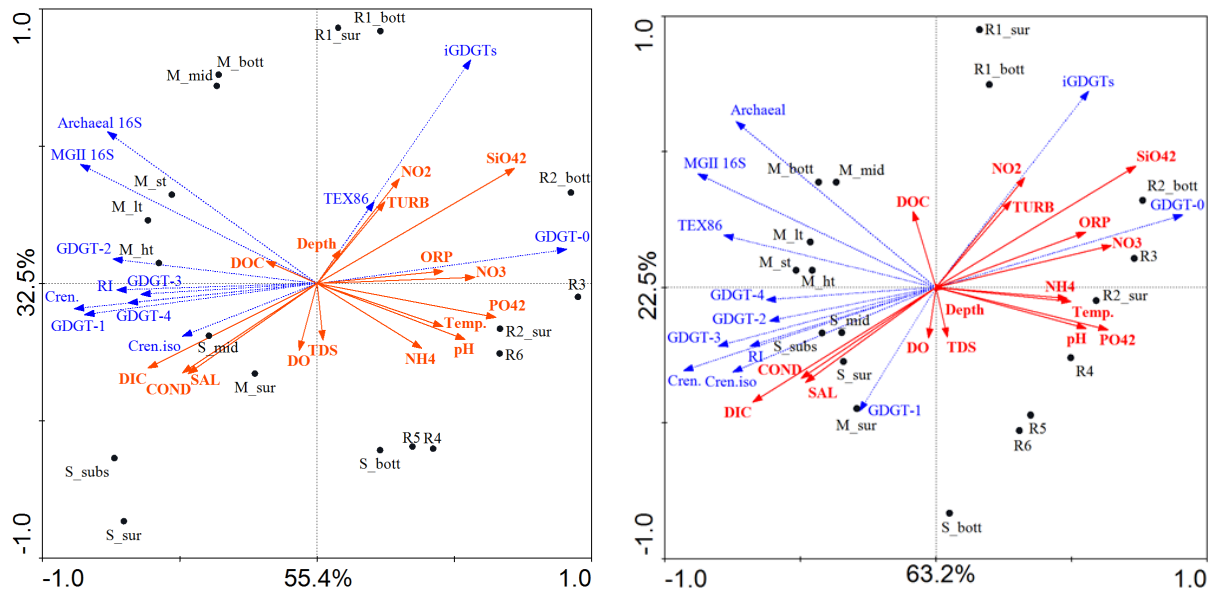 1.0
R1_bott
R1_sur
iGDGTs
M_bott
M_mid
Archaeal 16S
MGII 16S
SiO42
NO2
M_st
R2_bott
TEX86
TURB
M_lt
Depth
GDGT-0
GDGT-2
M_ht
DOC
ORP
NO3
RI
GDGT-3
R3
Cren.
GDGT-4
PO42
GDGT-1
Temp.
R2_sur
Cren.iso
S_mid
DO
TDS
NH4
pH
R6
DIC
COND
SAL
M_sur
R5
R4
S_bott
S_subs
S_sur
32.5%
-1.0
-1.0
55.4%
1.0
1.0
R1_sur
R1_bott
iGDGTs
Archaeal
MGII 16S
M_bott
M_mid
SiO42
NO2
R2_bott
DOC
TURB
GDGT-0
TEX86
M_lt
ORP
NO3
R3
M_st
M_ht
NH4
GDGT-4
R2_sur
Depth
Temp.
GDGT-2
S_mid
GDGT-3
S_subs
DO
TDS
pH
PO42
RI
R4
Cren.
Cren.iso
COND
S_sur
SAL
DIC
M_sur
GDGT-1
R5
R6
S_bott
22.5%
-1.0
-1.0
63.2%
1.0